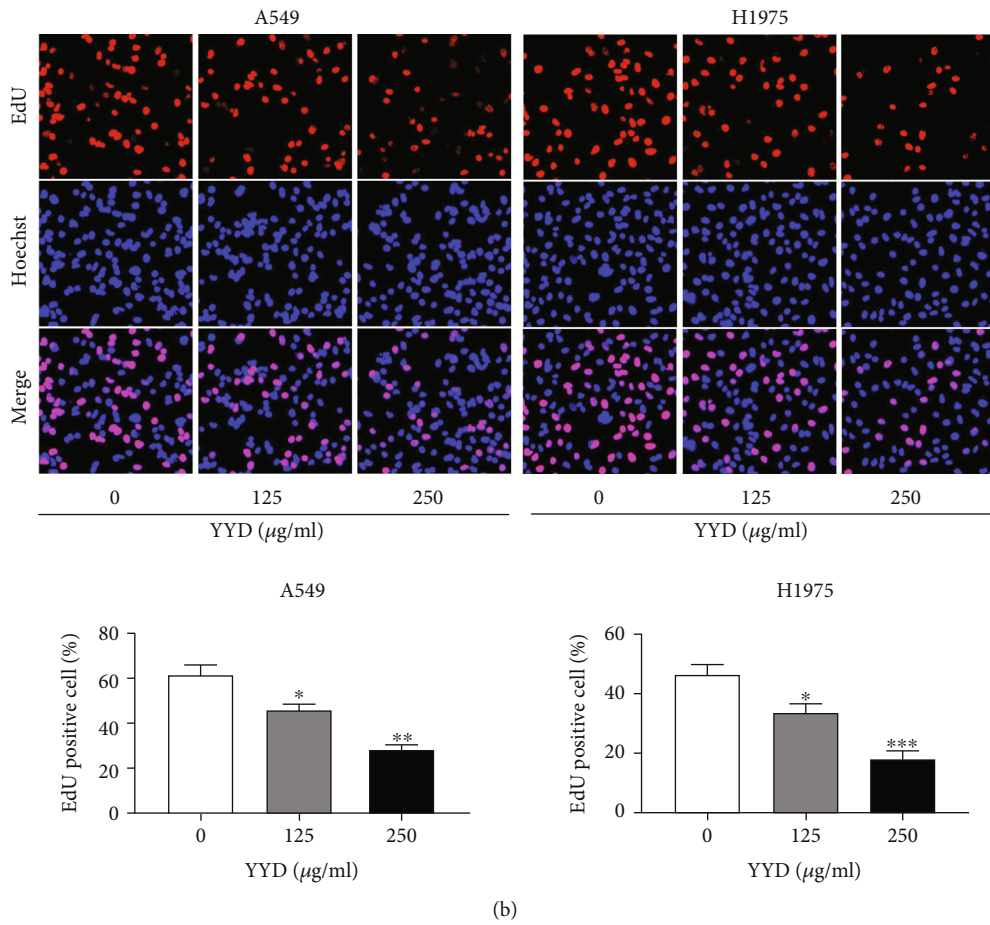 A549 H1975
EdU
Hoechst
Merge
0 125 250 0 125 250
YYD (μg/ml) YYD (μg/ml)
A549
EdU positive cell (%)
80
60
40
20
0
*
**
0 125 250
YYD (μg/ml)
H1975
EdU positive cell (%)
60
40
20
0
*
***
0 125 250
YYD (μg/ml)
(b)